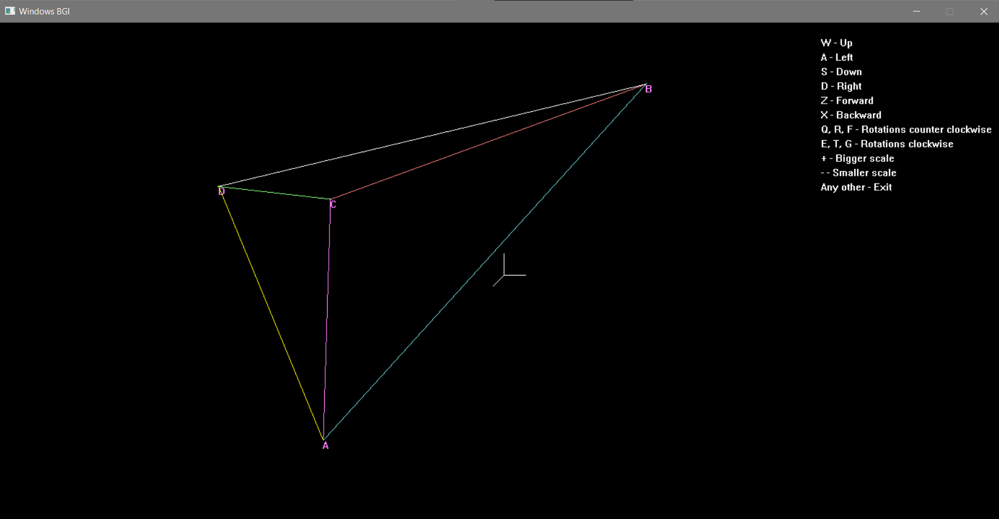 Windows BGI
W - Up
A - Left
S - Down
D - Right
Z - Forward
X - Backward
Q, R, F - Rotations counter clockwise
E, T, G - Rotations clockwise
+ - Bigger scale
- - Smaller scale
Any other - Exit
B
D
C
A